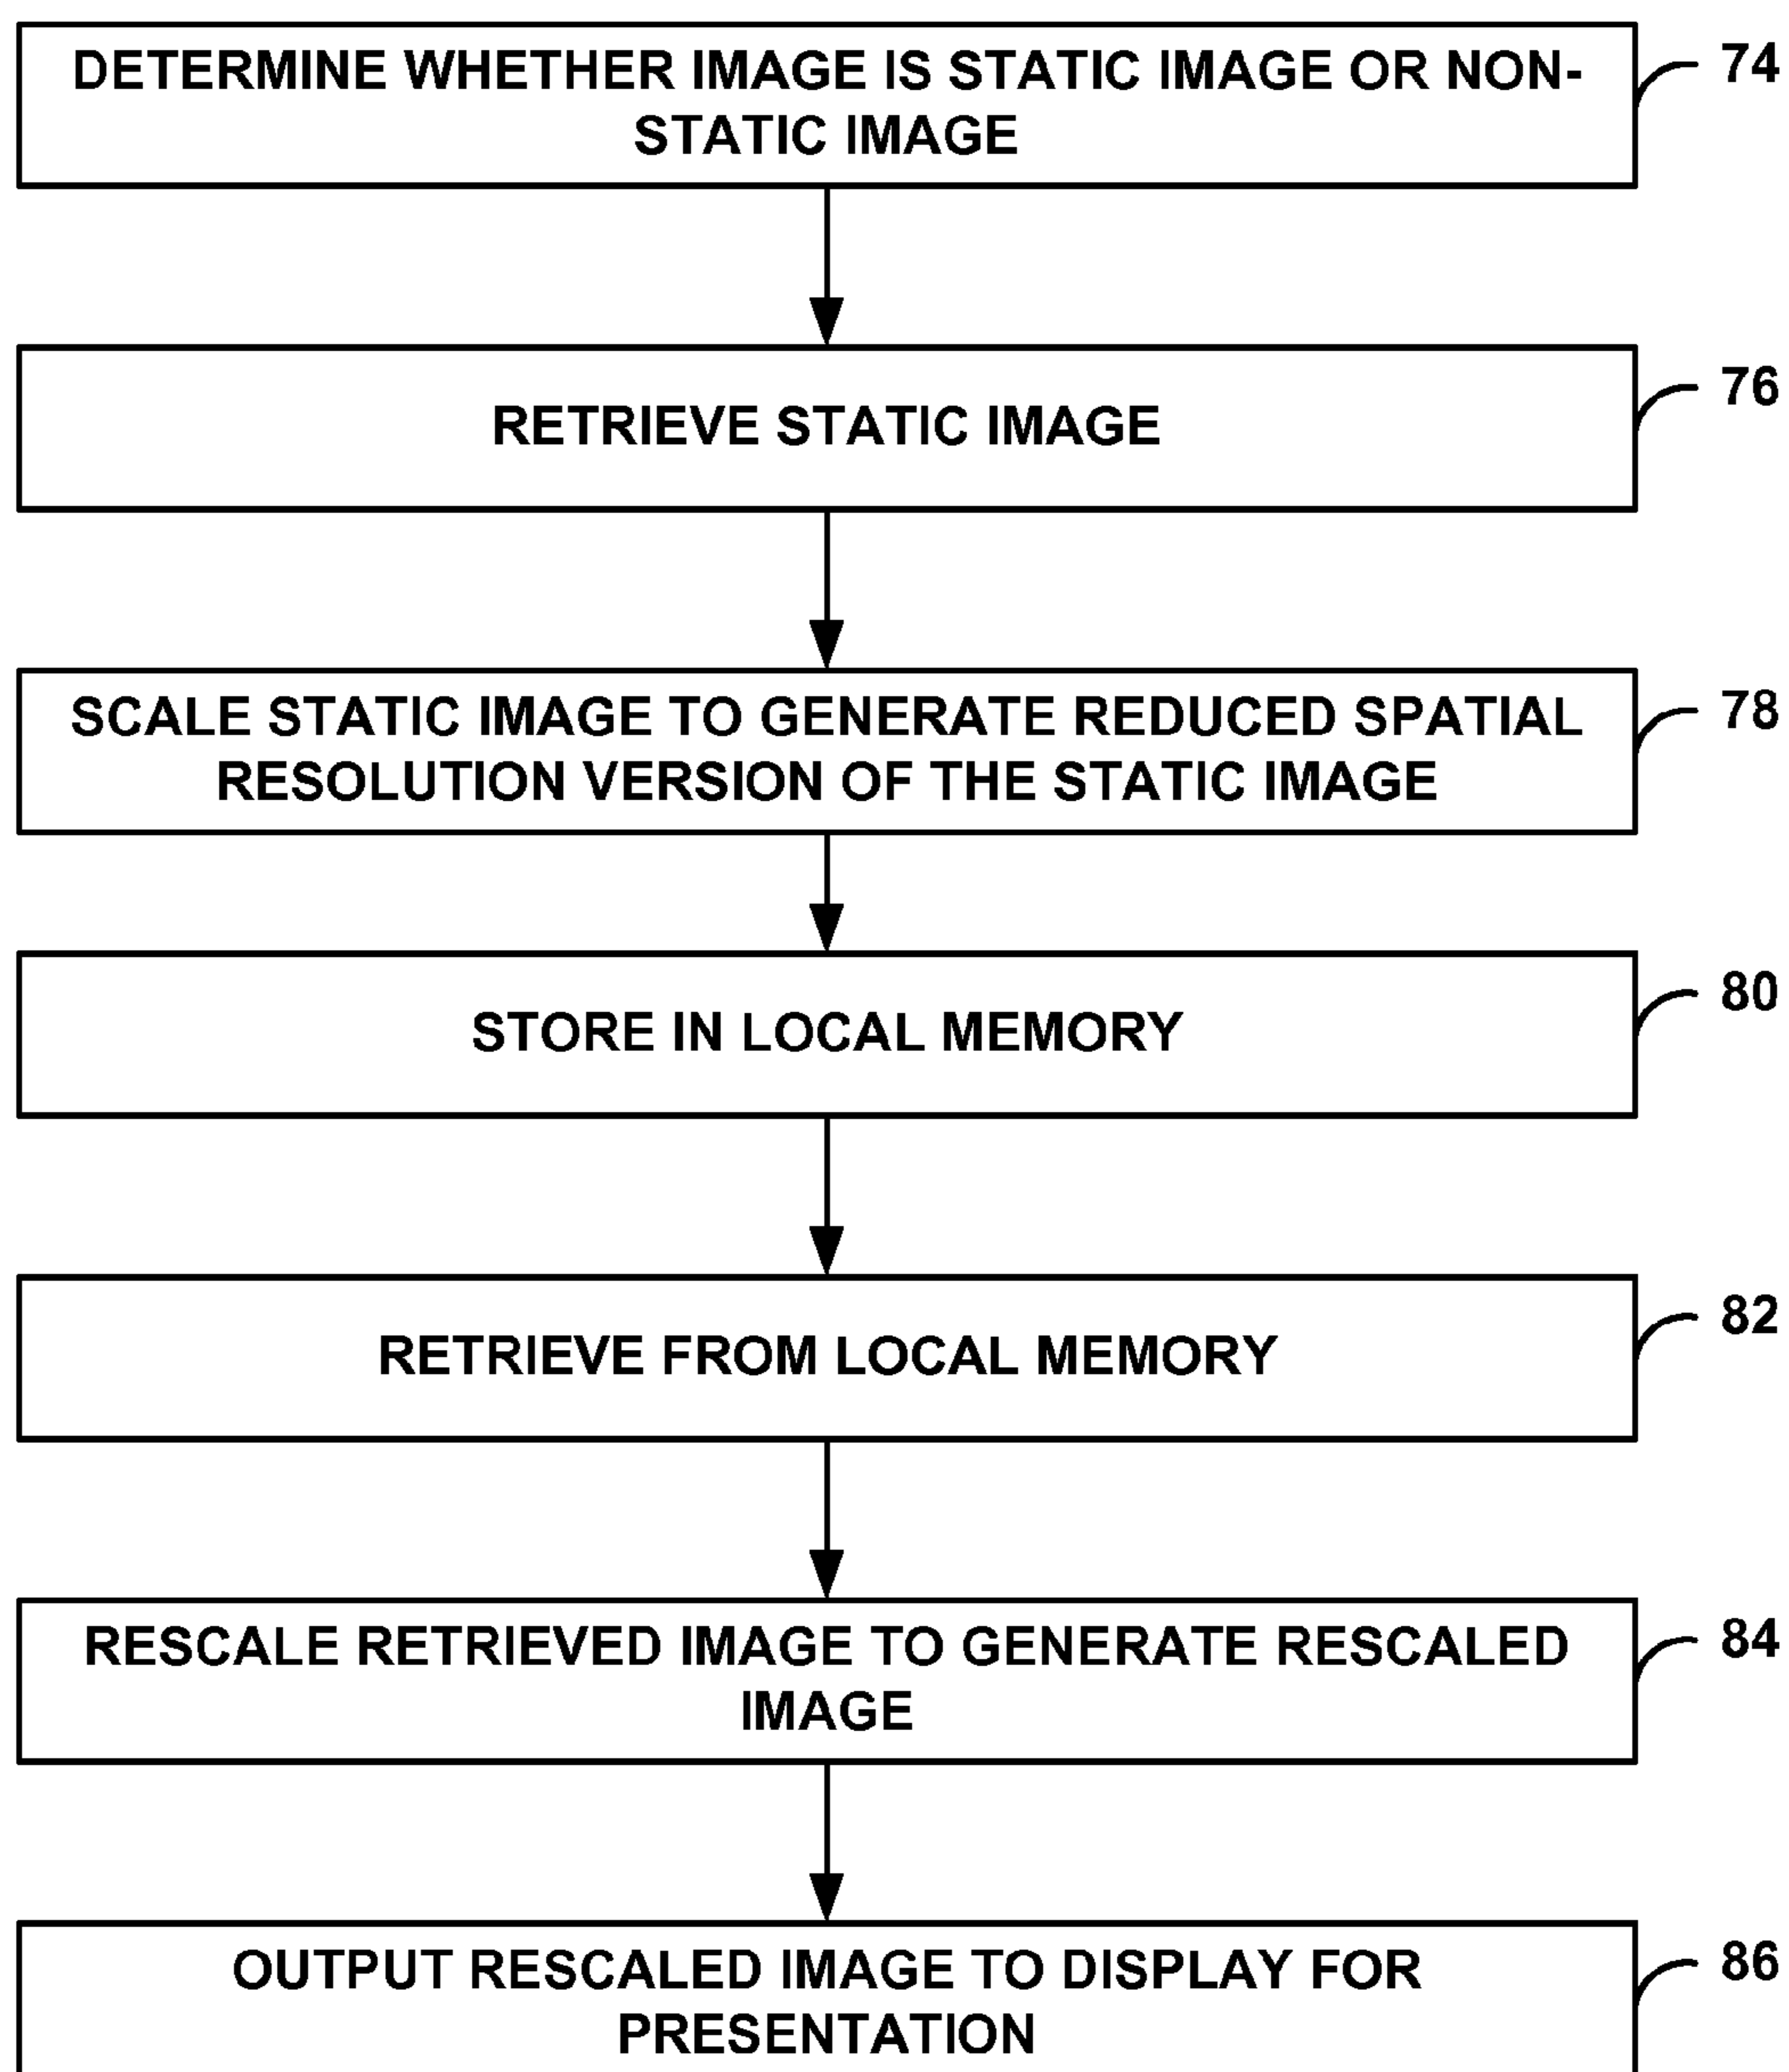 DETERMINE WHETHER IMAGE IS STATIC IMAGE OR NON-
STATIC IMAGE
74
RETRIEVE STATIC IMAGE
76
SCALE STATIC IMAGE TO GENERATE REDUCED SPATIAL
RESOLUTION VERSION OF THE STATIC IMAGE
78
STORE IN LOCAL MEMORY
80
RETRIEVE FROM LOCAL MEMORY
82
RESCALE RETRIEVED IMAGE TO GENERATE RESCALED
IMAGE
84
OUTPUT RESCALED IMAGE TO DISPLAY FOR
PRESENTATION
86